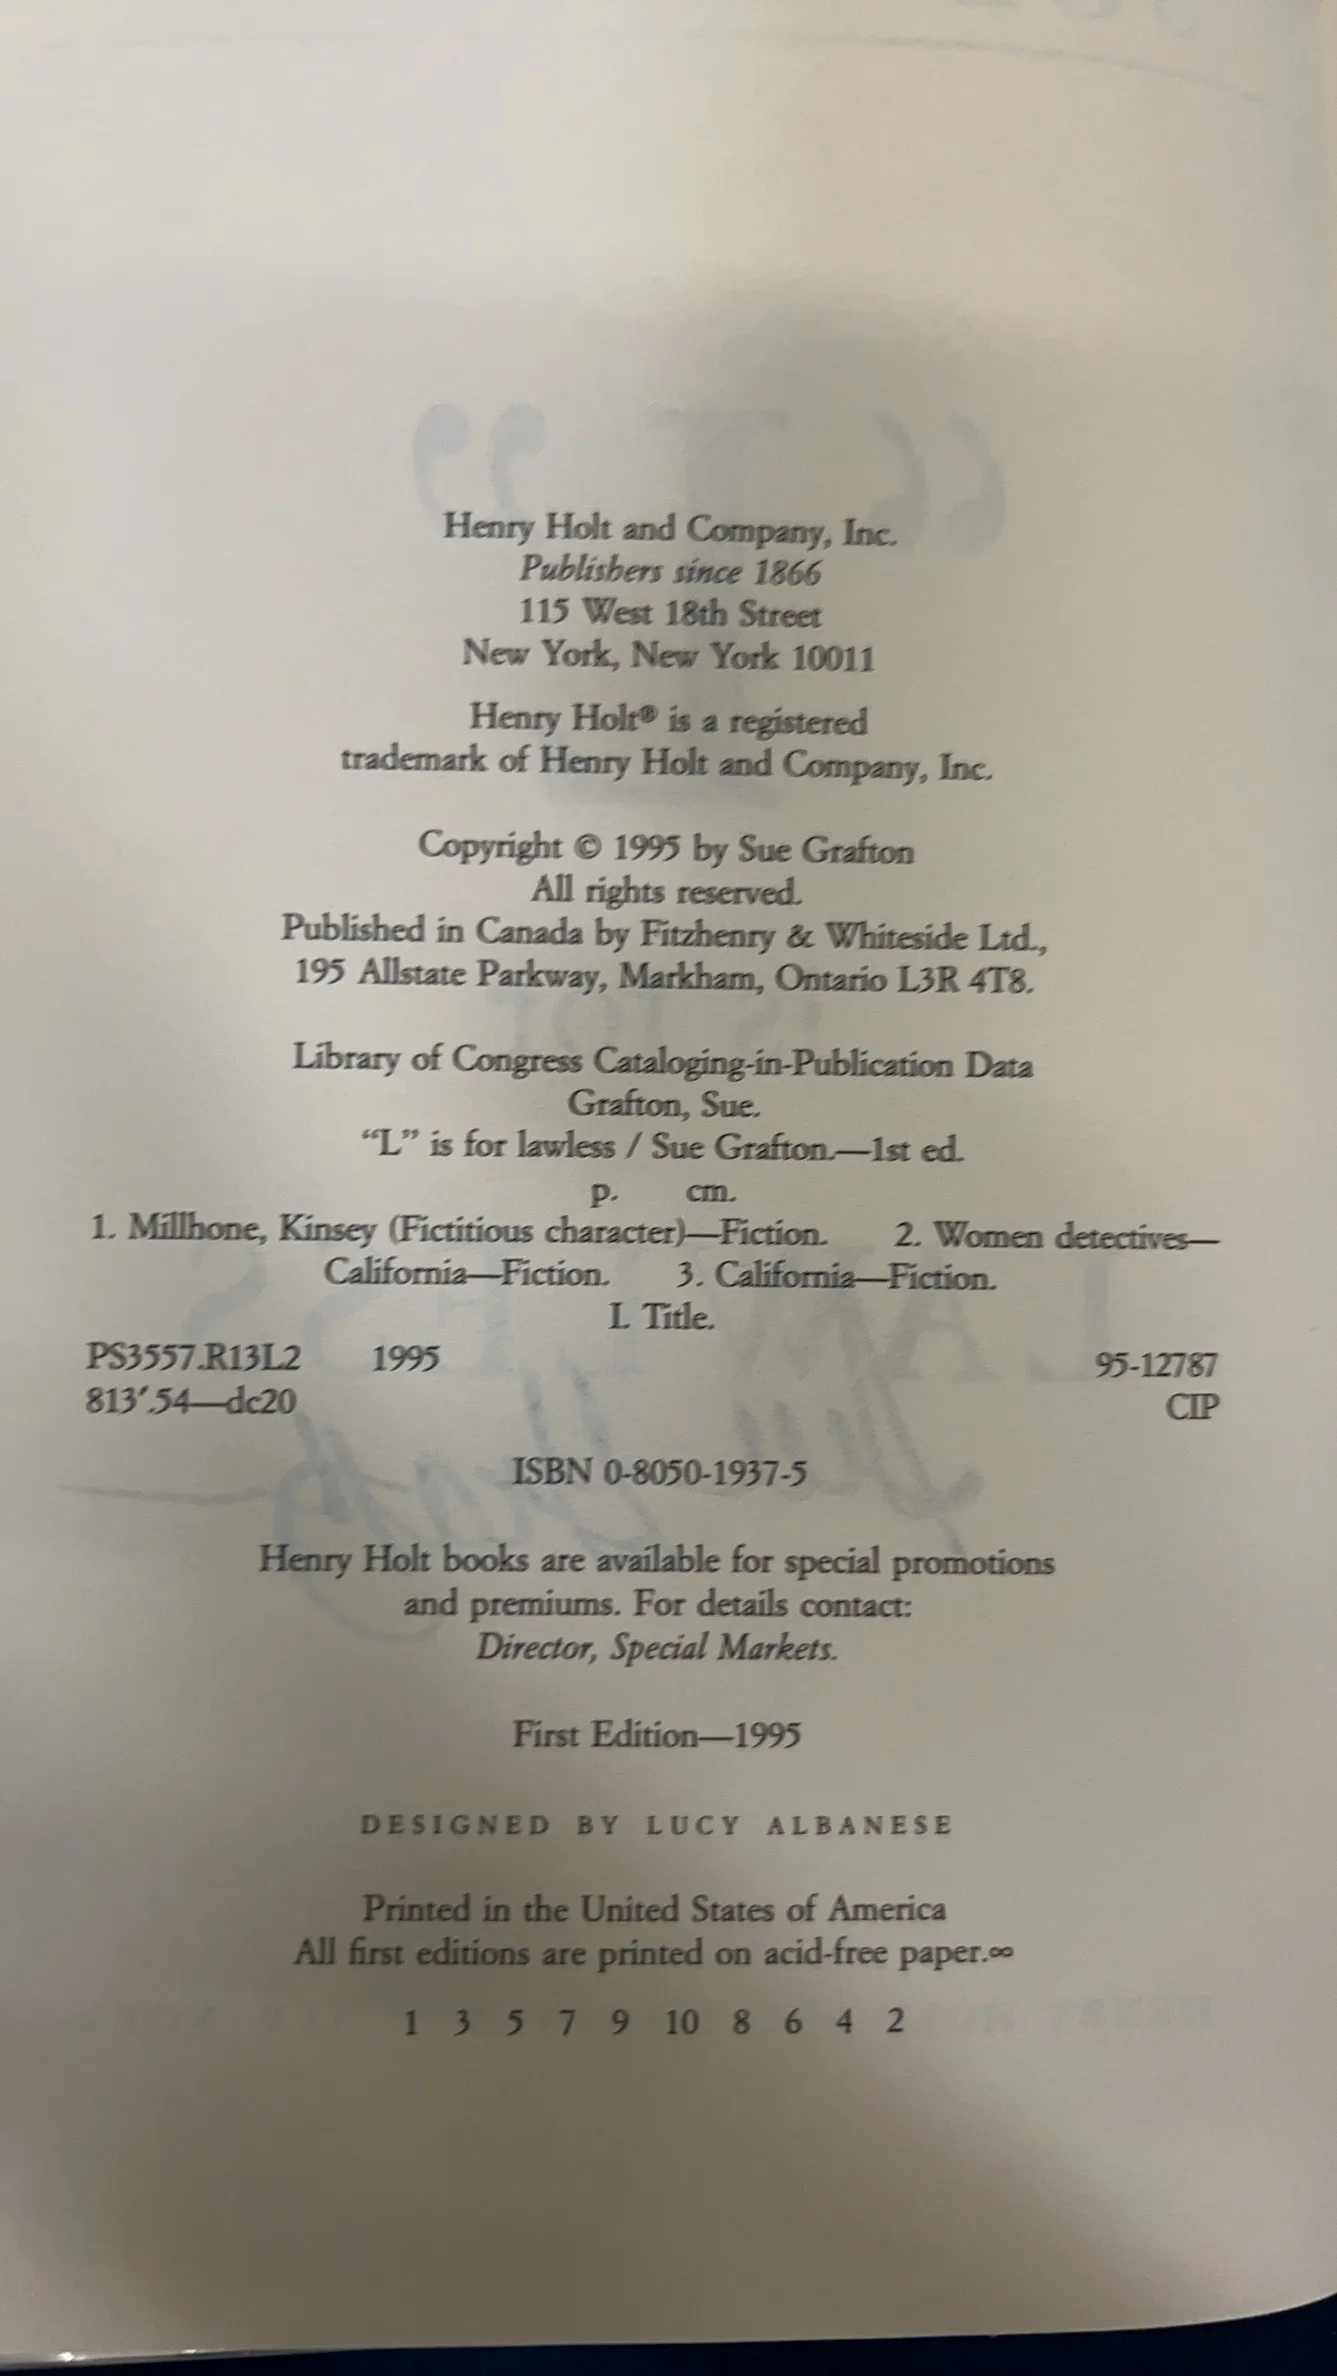 Henry Holt and Company, Inc.
Publishers since 1866
115 West 18th Street
New York, New York 10011
Henry Holt® is a registered
trademark of Henry Holt and Company, Inc.
Copyright © 1995 by Sue Grafton
All rights reserved.
Published in Canada by Fitzhenry & Whiteside Ltd.,
195 Allstate Parkway, Markham, Ontario L3R 4T8.
Library of Congress Cataloging-in-Publication Data
Grafton, Sue.
“L” is for lawless / Sue Grafton.—1st ed.
p. cm.
1. Millhone, Kinsey (Fictitious character)—Fiction. 2. Women detectives—
California—Fiction. 3. California—Fiction.
I. Title.
PS3557.R13L2 1995 95-12787
813′.54—dc20 CIP
ISBN 0-8050-1937-5
Henry Holt books are available for special promotions
and premiums. For details contact:
Director, Special Markets.
First Edition—1995
DESIGNED BY LUCY ALBANESE
Printed in the United States of America
All first editions are printed on acid-free paper.∞
1 3 5 7 9 10 8 6 4 2